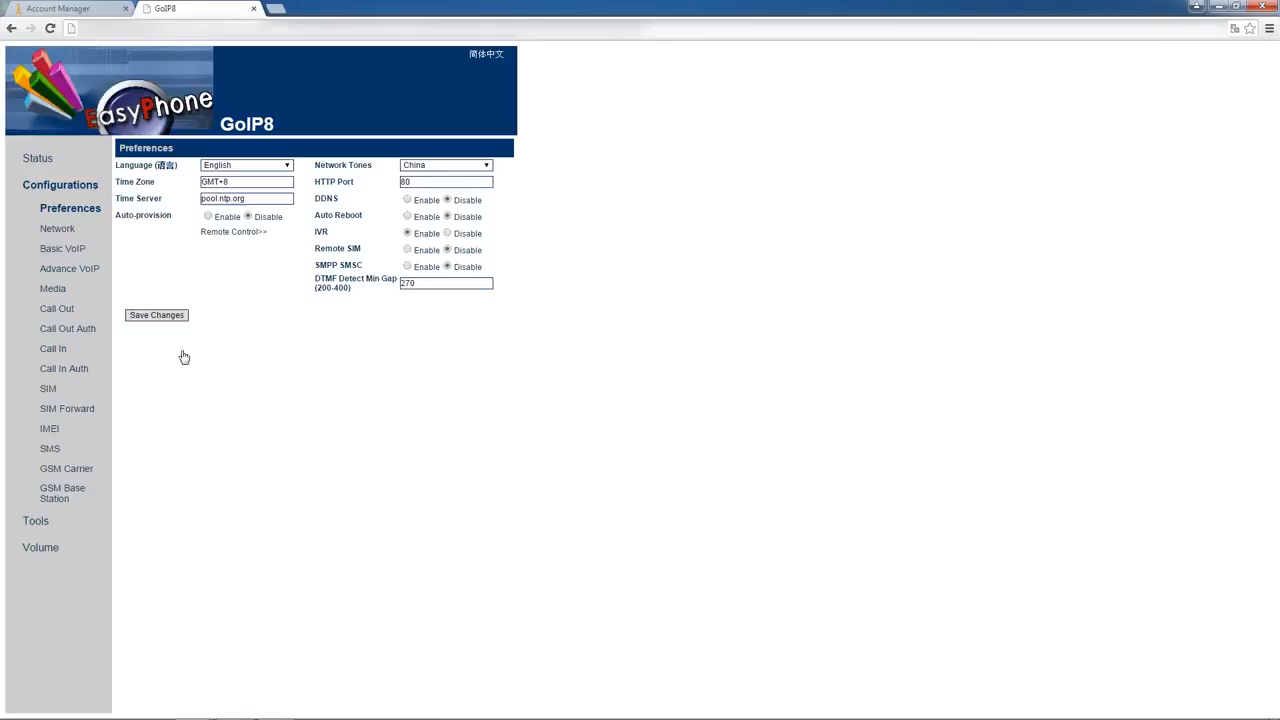 Account Manager
GoIP8
简体中文
EasyPhone
GoIP8
Status
Configurations
Preferences
Network
Basic VoIP
Advance VoIP
Media
Call Out
Call Out Auth
Call In
Call In Auth
SIM
SIM Forward
IMEI
SMS
GSM Carrier
GSM Base
Station
Tools
Volume
Preferences
Language (语言) English
Time Zone GMT+8
Time Server pool.ntp.org
Auto-provision Enable Disable
Remote Control>>
Network Tones China
HTTP Port 80
DDNS Enable Disable
Auto Reboot Enable Disable
IVR Enable Disable
Remote SIM Enable Disable
SMPP SMSC Enable Disable
DTMF Detect Min Gap
(200-400) 270
Save Changes